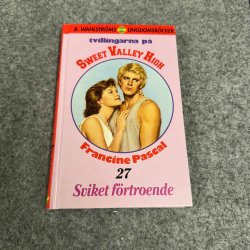 B. WAHLSTRÖMS UNGDOMSBÖCKER
tvillingarna på
SWEET VALLEY HIGH
Francine Pascal
27
Sviket förtroende